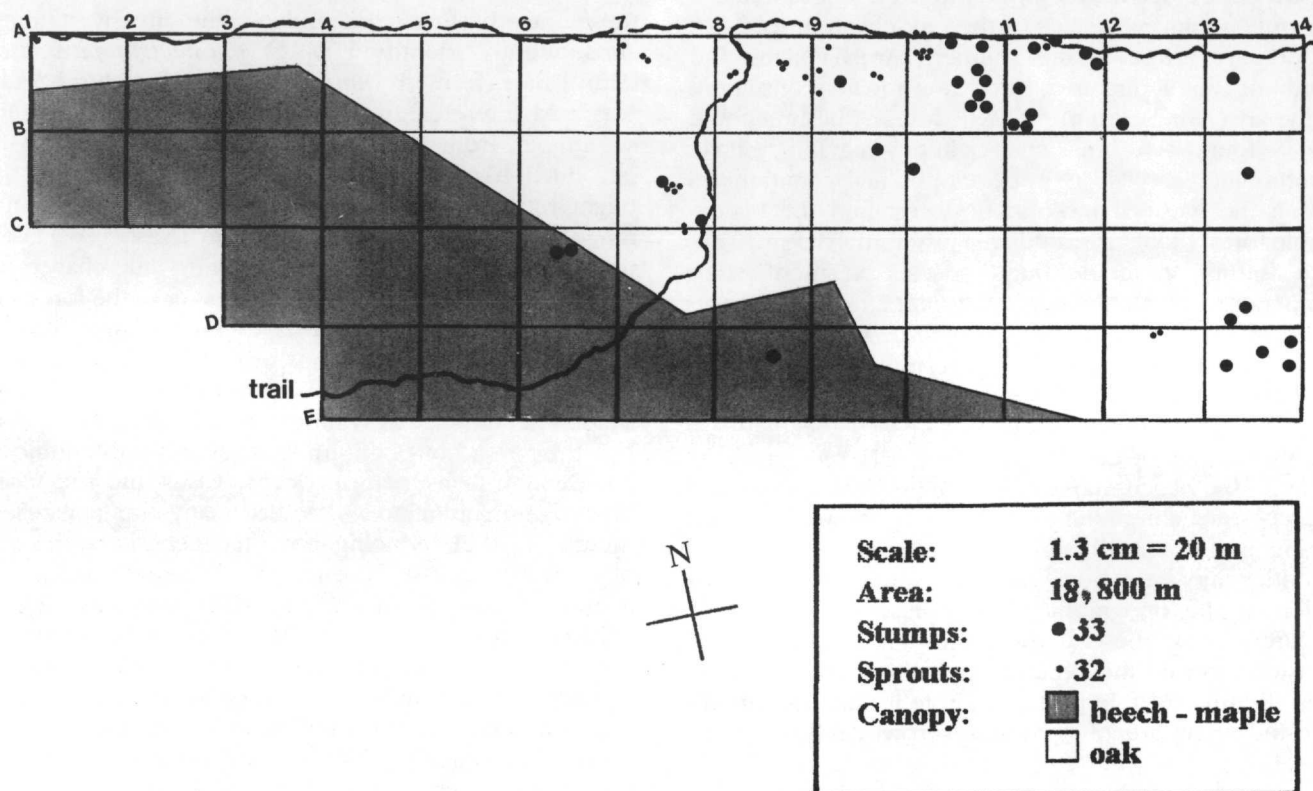 1 2 3 4 5 6 7 8 9 10 11 12 13 14
A
B
C
D
trail
E
N
Scale: 1.3 cm = 20 m
Area: 18,800 m
Stumps: 33
Sprouts: 32
Canopy: beech - maple
oak